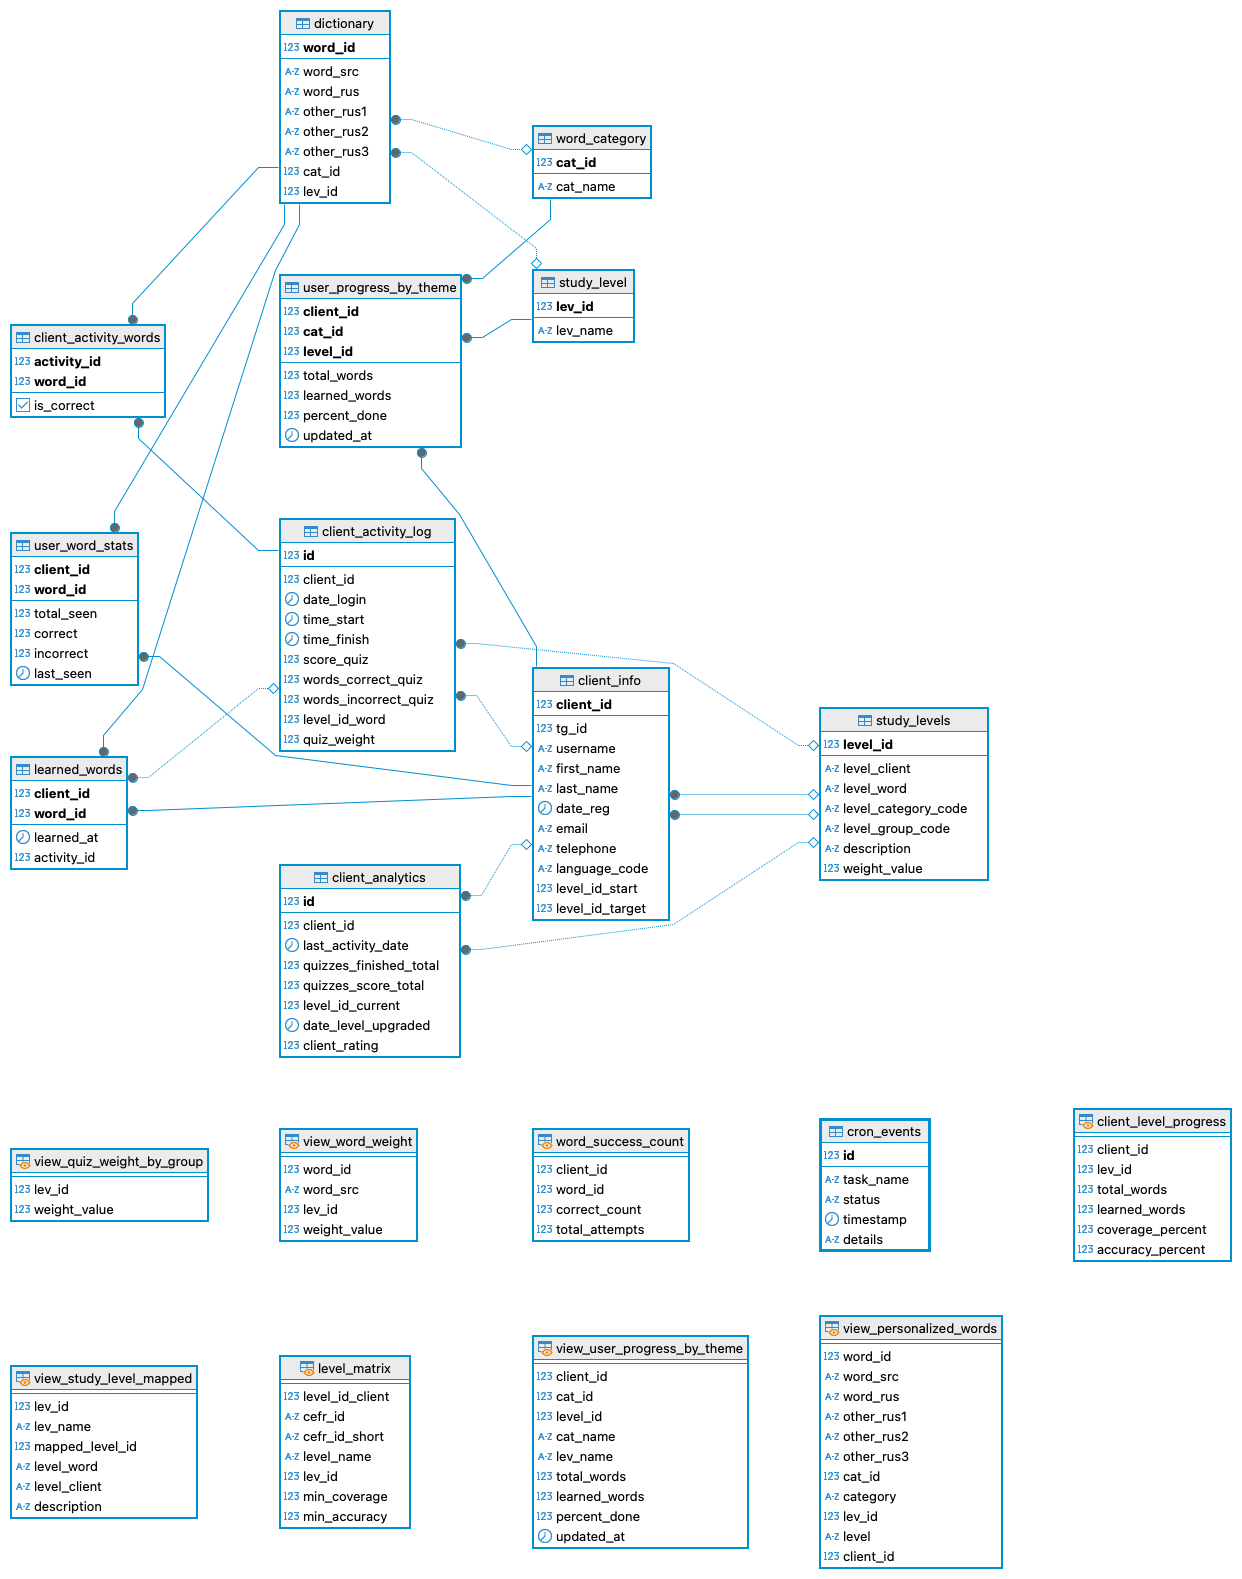 dictionary
123 word_id
A-Z word_src
A-Z word_rus
A-Z other_rus1
A-Z other_rus2
A-Z other_rus3
123 cat_id
123 lev_id
word_category
123 cat_id
A-Z cat_name
user_progress_by_theme
123 client_id
123 cat_id
123 level_id
123 total_words
123 learned_words
123 percent_done
updated_at
study_level
123 lev_id
A-Z lev_name
client_activity_words
123 activity_id
123 word_id
is_correct
user_word_stats
123 client_id
123 word_id
123 total_seen
123 correct
123 incorrect
last_seen
client_activity_log
123 id
123 client_id
date_login
time_start
time_finish
123 score_quiz
123 words_correct_quiz
123 words_incorrect_quiz
123 level_id_word
123 quiz_weight
client_info
123 client_id
123 tg_id
A-Z username
A-Z first_name
A-Z last_name
date_reg
A-Z email
A-Z telephone
A-Z language_code
123 level_id_start
123 level_id_target
study_levels
123 level_id
A-Z level_client
A-Z level_word
A-Z level_category_code
A-Z level_group_code
A-Z description
123 weight_value
learned_words
123 client_id
123 word_id
learned_at
123 activity_id
client_analytics
123 id
123 client_id
last_activity_date
123 quizzes_finished_total
123 quizzes_score_total
123 level_id_current
date_level_upgraded
123 client_rating
view_quiz_weight_by_group
123 lev_id
123 weight_value
view_word_weight
123 word_id
A-Z word_src
123 lev_id
123 weight_value
word_success_count
123 client_id
123 word_id
123 correct_count
123 total_attempts
cron_events
123 id
A-Z task_name
A-Z status
timestamp
A-Z details
client_level_progress
123 client_id
123 lev_id
123 total_words
123 learned_words
123 coverage_percent
123 accuracy_percent
view_study_level_mapped
123 lev_id
A-Z lev_name
123 mapped_level_id
A-Z level_word
A-Z level_client
A-Z description
level_matrix
123 level_id_client
A-Z cefr_id
A-Z cefr_id_short
A-Z level_name
123 lev_id
123 min_coverage
123 min_accuracy
view_user_progress_by_theme
123 client_id
123 cat_id
123 level_id
A-Z cat_name
A-Z lev_name
123 total_words
123 learned_words
123 percent_done
updated_at
view_personalized_words
123 word_id
A-Z word_src
A-Z word_rus
A-Z other_rus1
A-Z other_rus2
A-Z other_rus3
123 cat_id
A-Z category
123 lev_id
A-Z level
123 client_id